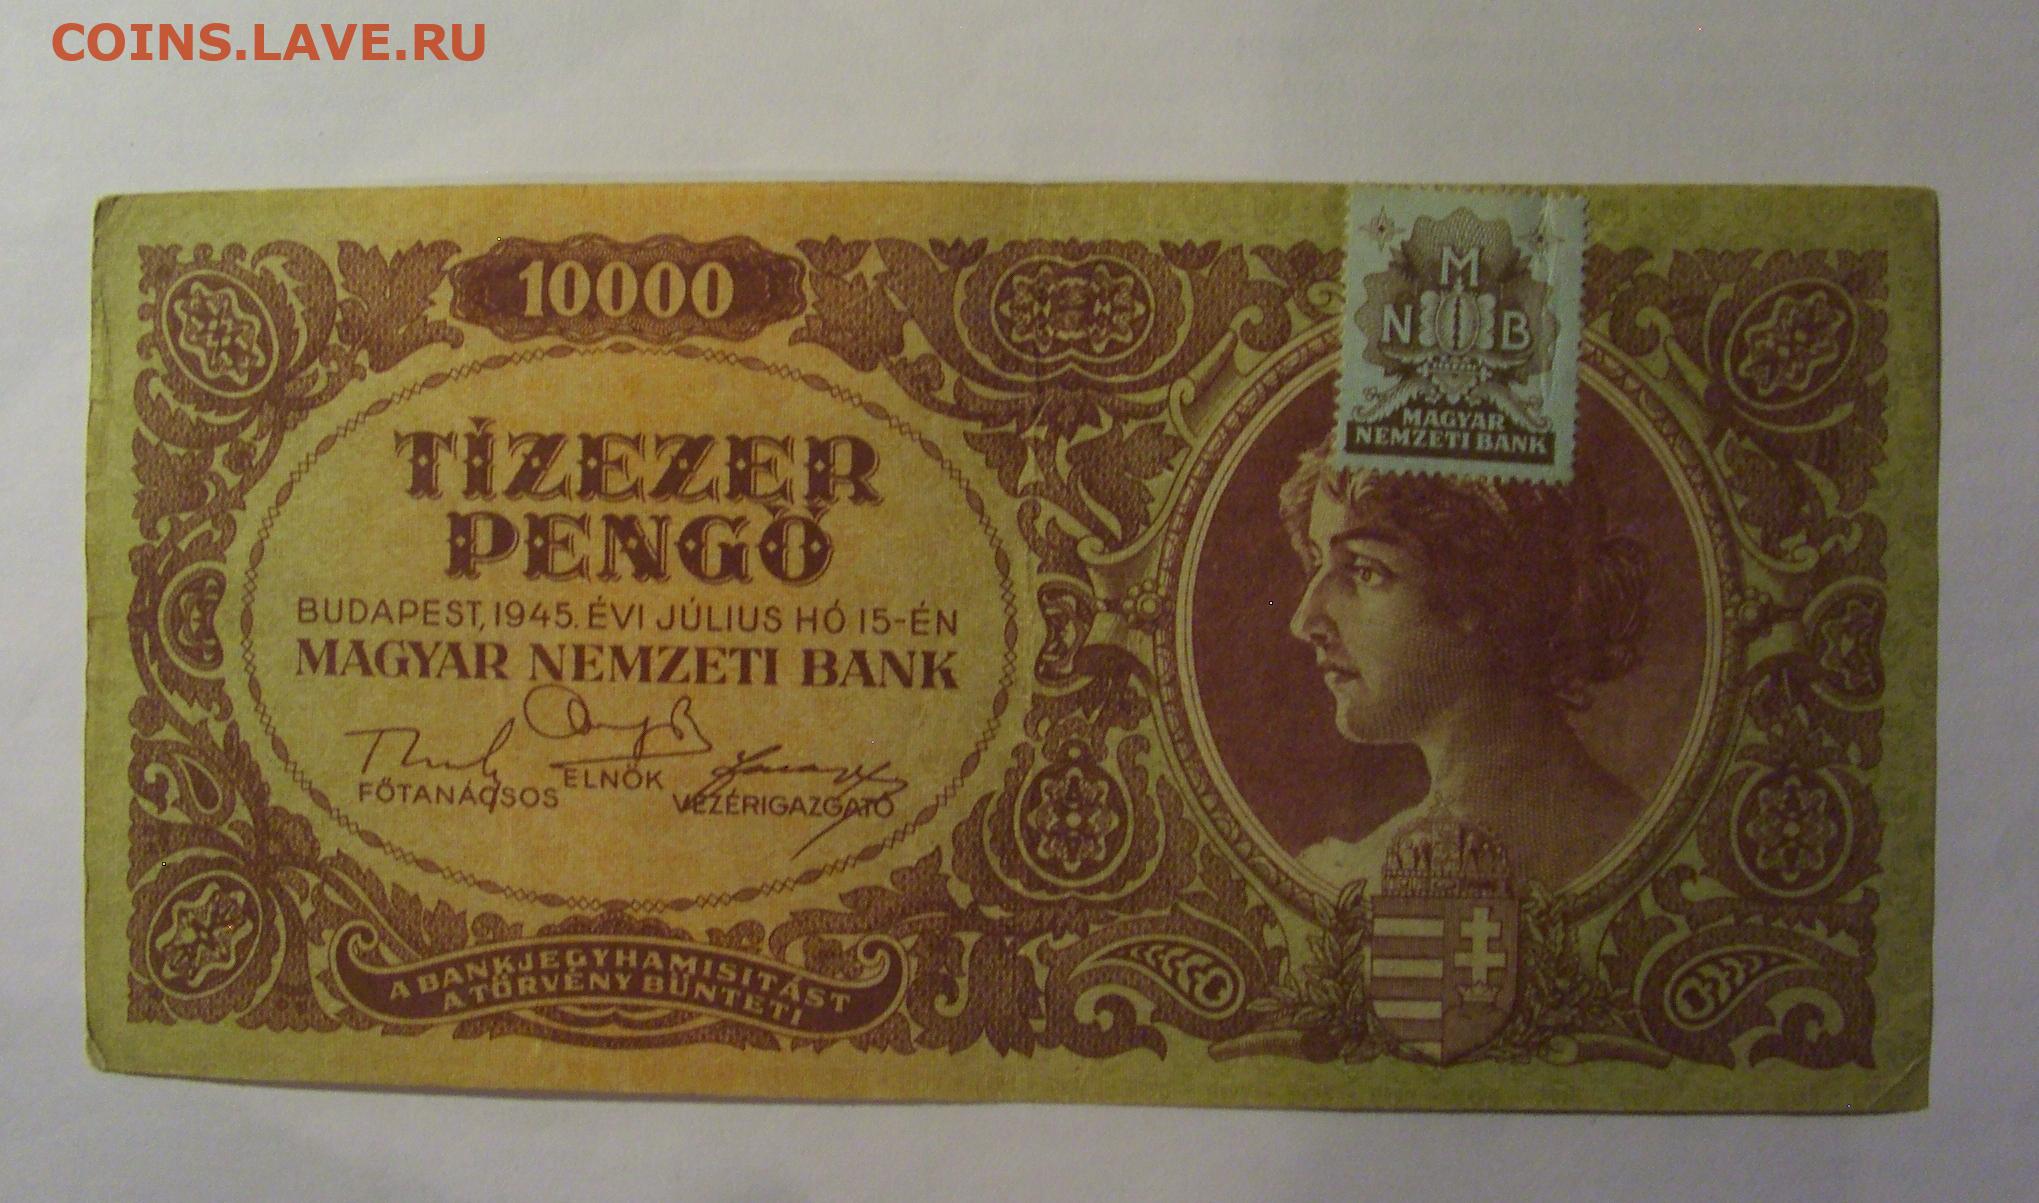 COINS.LAVE.RU
10000
M
N B
MAGYAR
NEMZETI BANK
TÍZEZER
PENGŐ
BUDAPEST, 1945. ÉVI JÚLIUS HÓ 15-ÉN
MAGYAR NEMZETI BANK
FŐTANÁCSOS
ELNÖK
VEZÉRIGAZGATÓ
A BANKJEGYHAMISITÁST
A TÖRVÉNY BÜNTETI